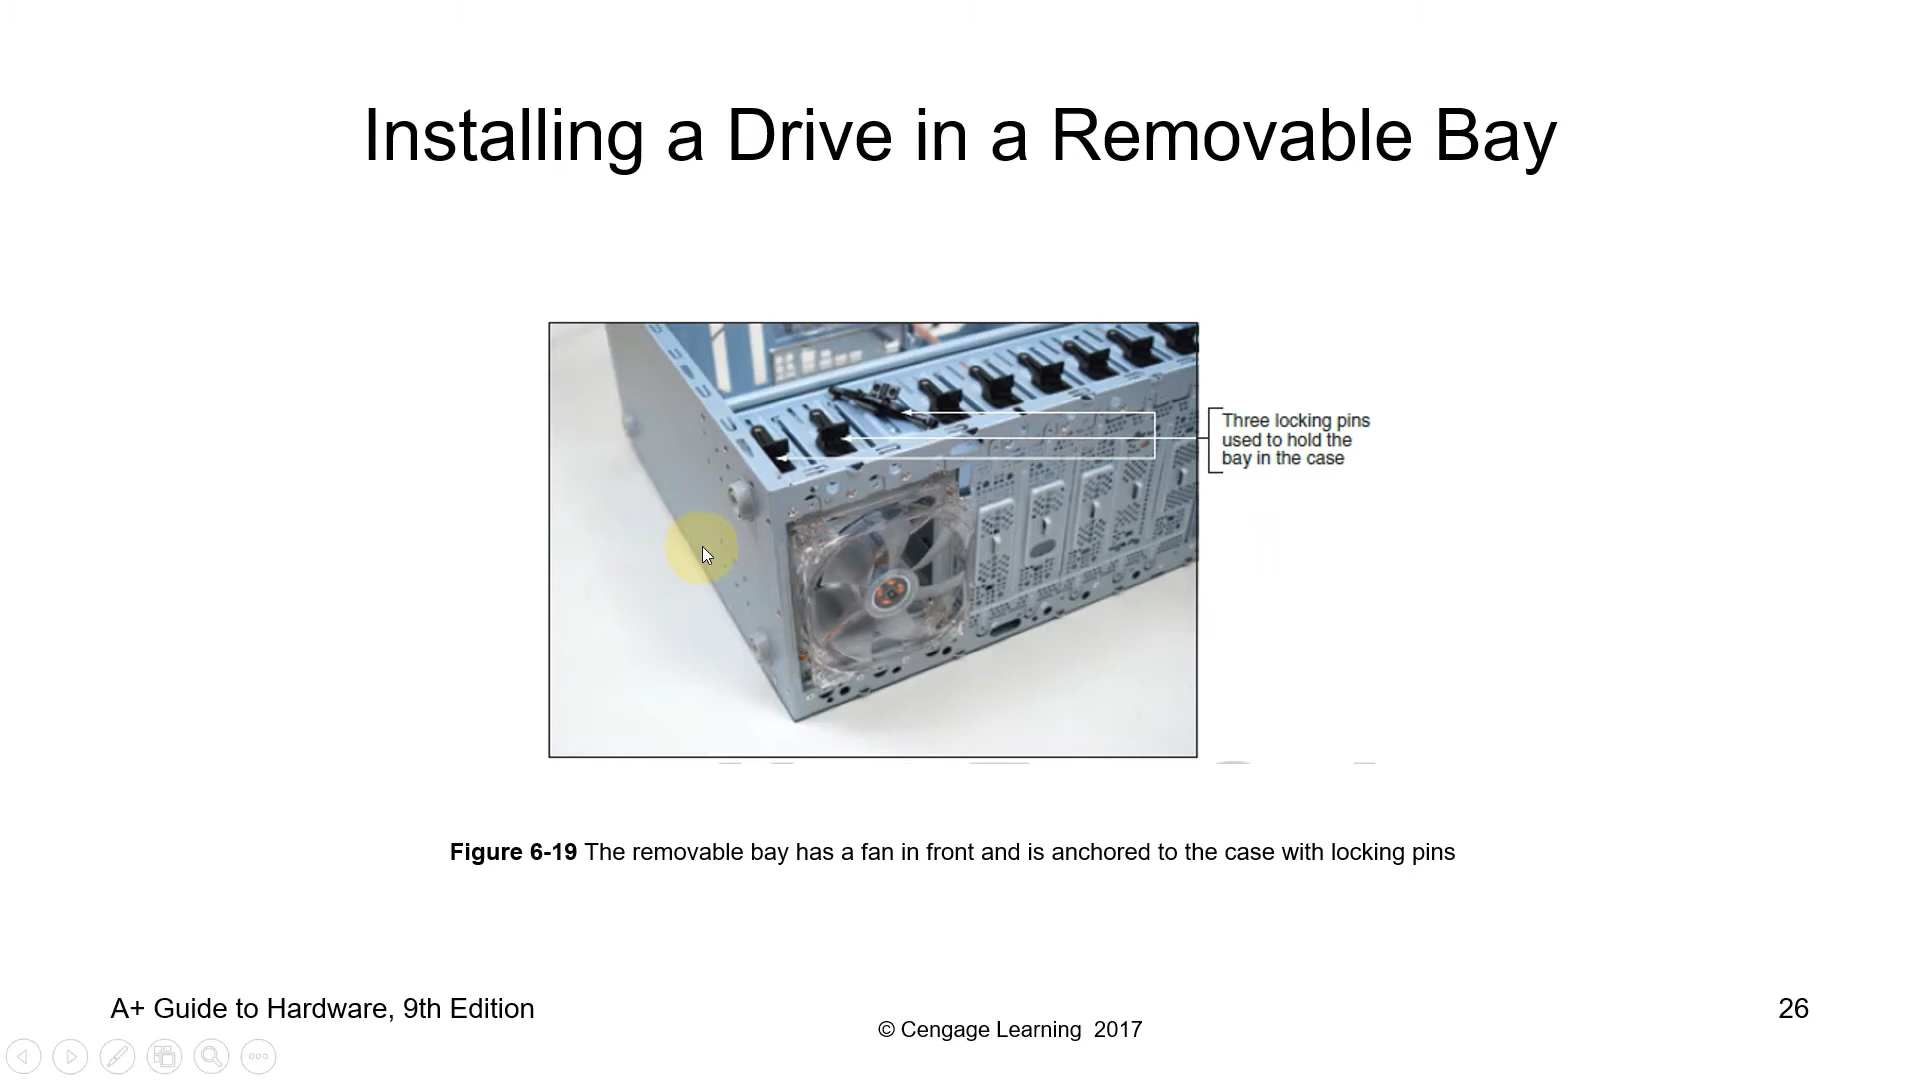 Installing a Drive in a Removable Bay
Three locking pins
used to hold the
bay in the case
Figure 6-19 The removable bay has a fan in front and is anchored to the case with locking pins
A+ Guide to Hardware, 9th Edition
© Cengage Learning 2017
26